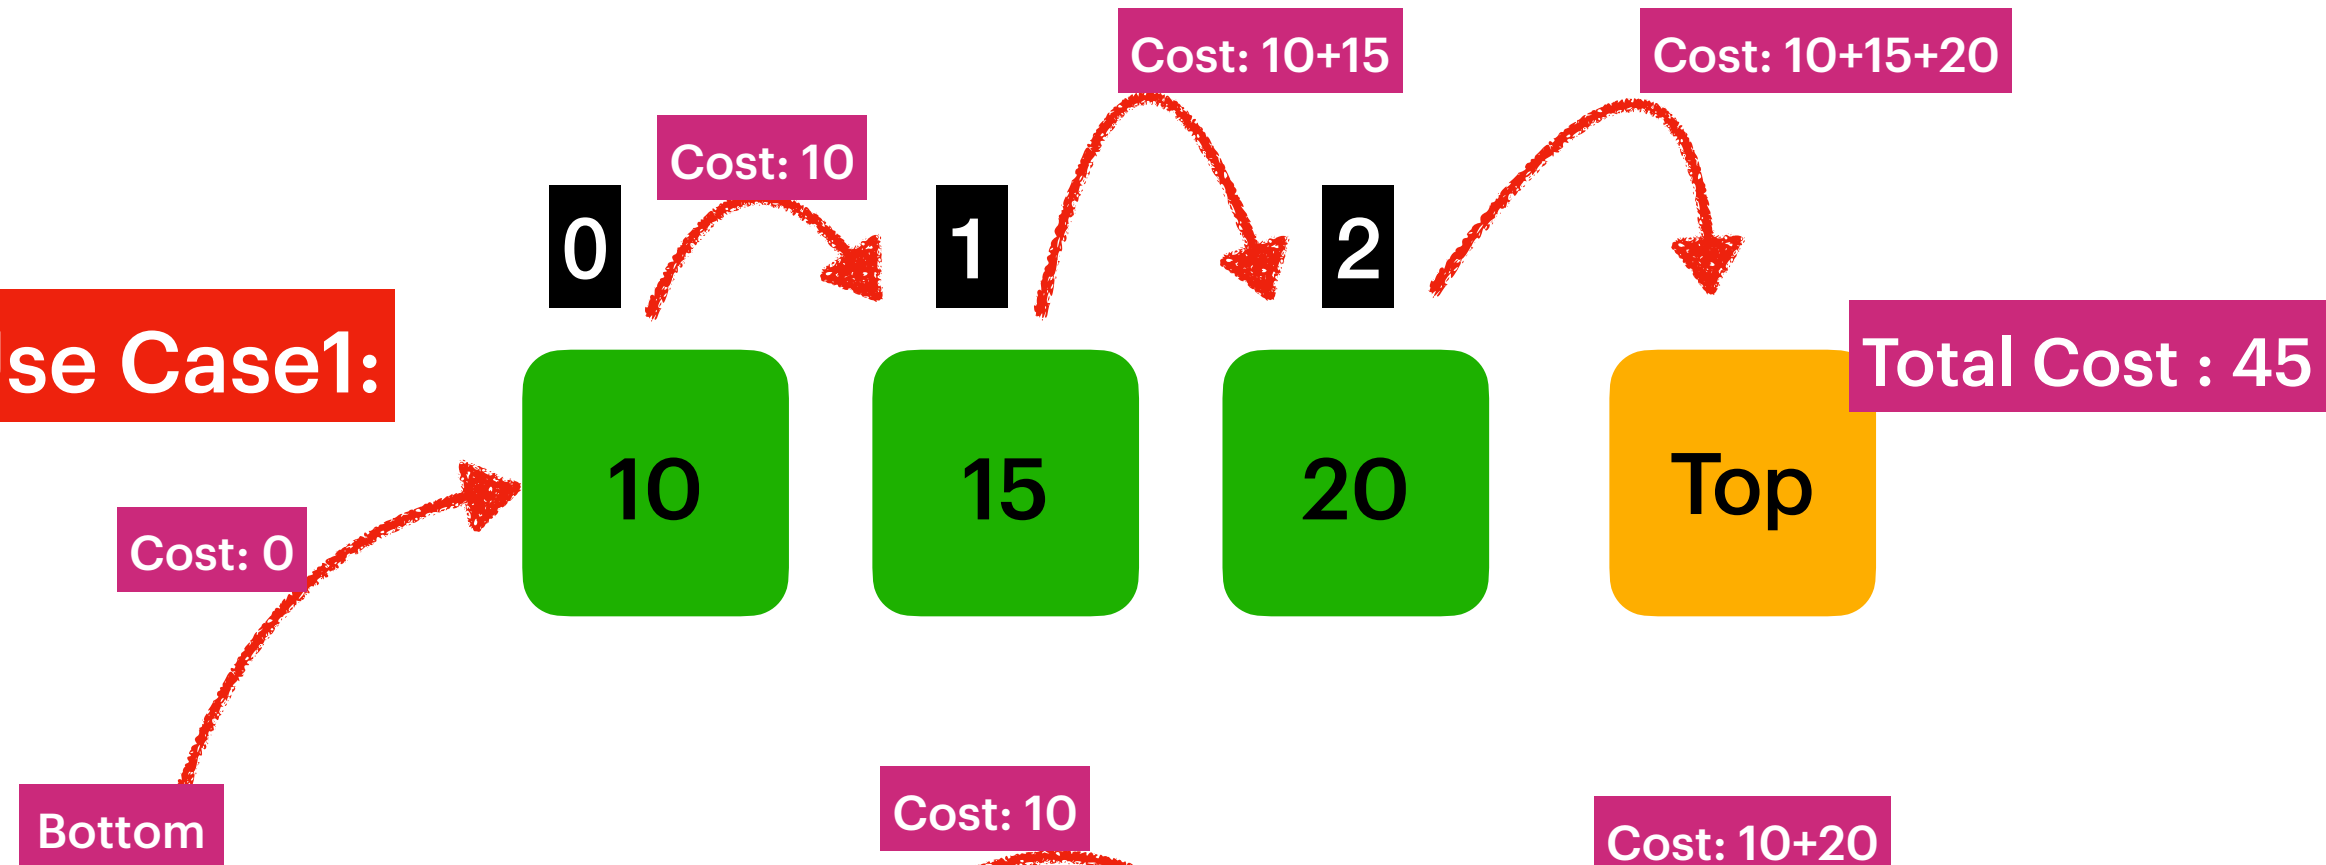 Cost: 10+15
Cost: 10+15+20
Cost: 10
0
1
2
se Case1:
Total Cost : 45
10
15
20
Top
Cost: 0
Bottom
Cost: 10
Cost: 10+20